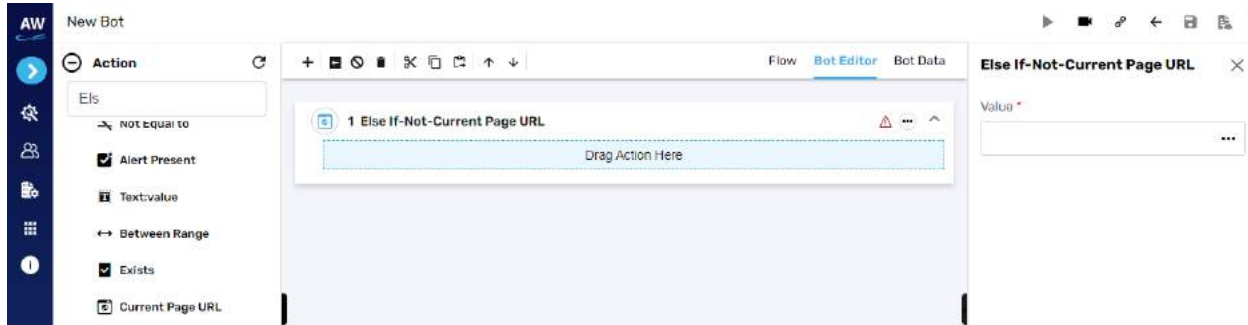 AW
New Bot
Action
Els
Not Equal to
Alert Present
Text:value
Between Range
Exists
Current Page URL
Flow Bot Editor Bot Data
1 Else If-Not-Current Page URL
Drag Action Here
Else If-Not-Current Page URL
Value *